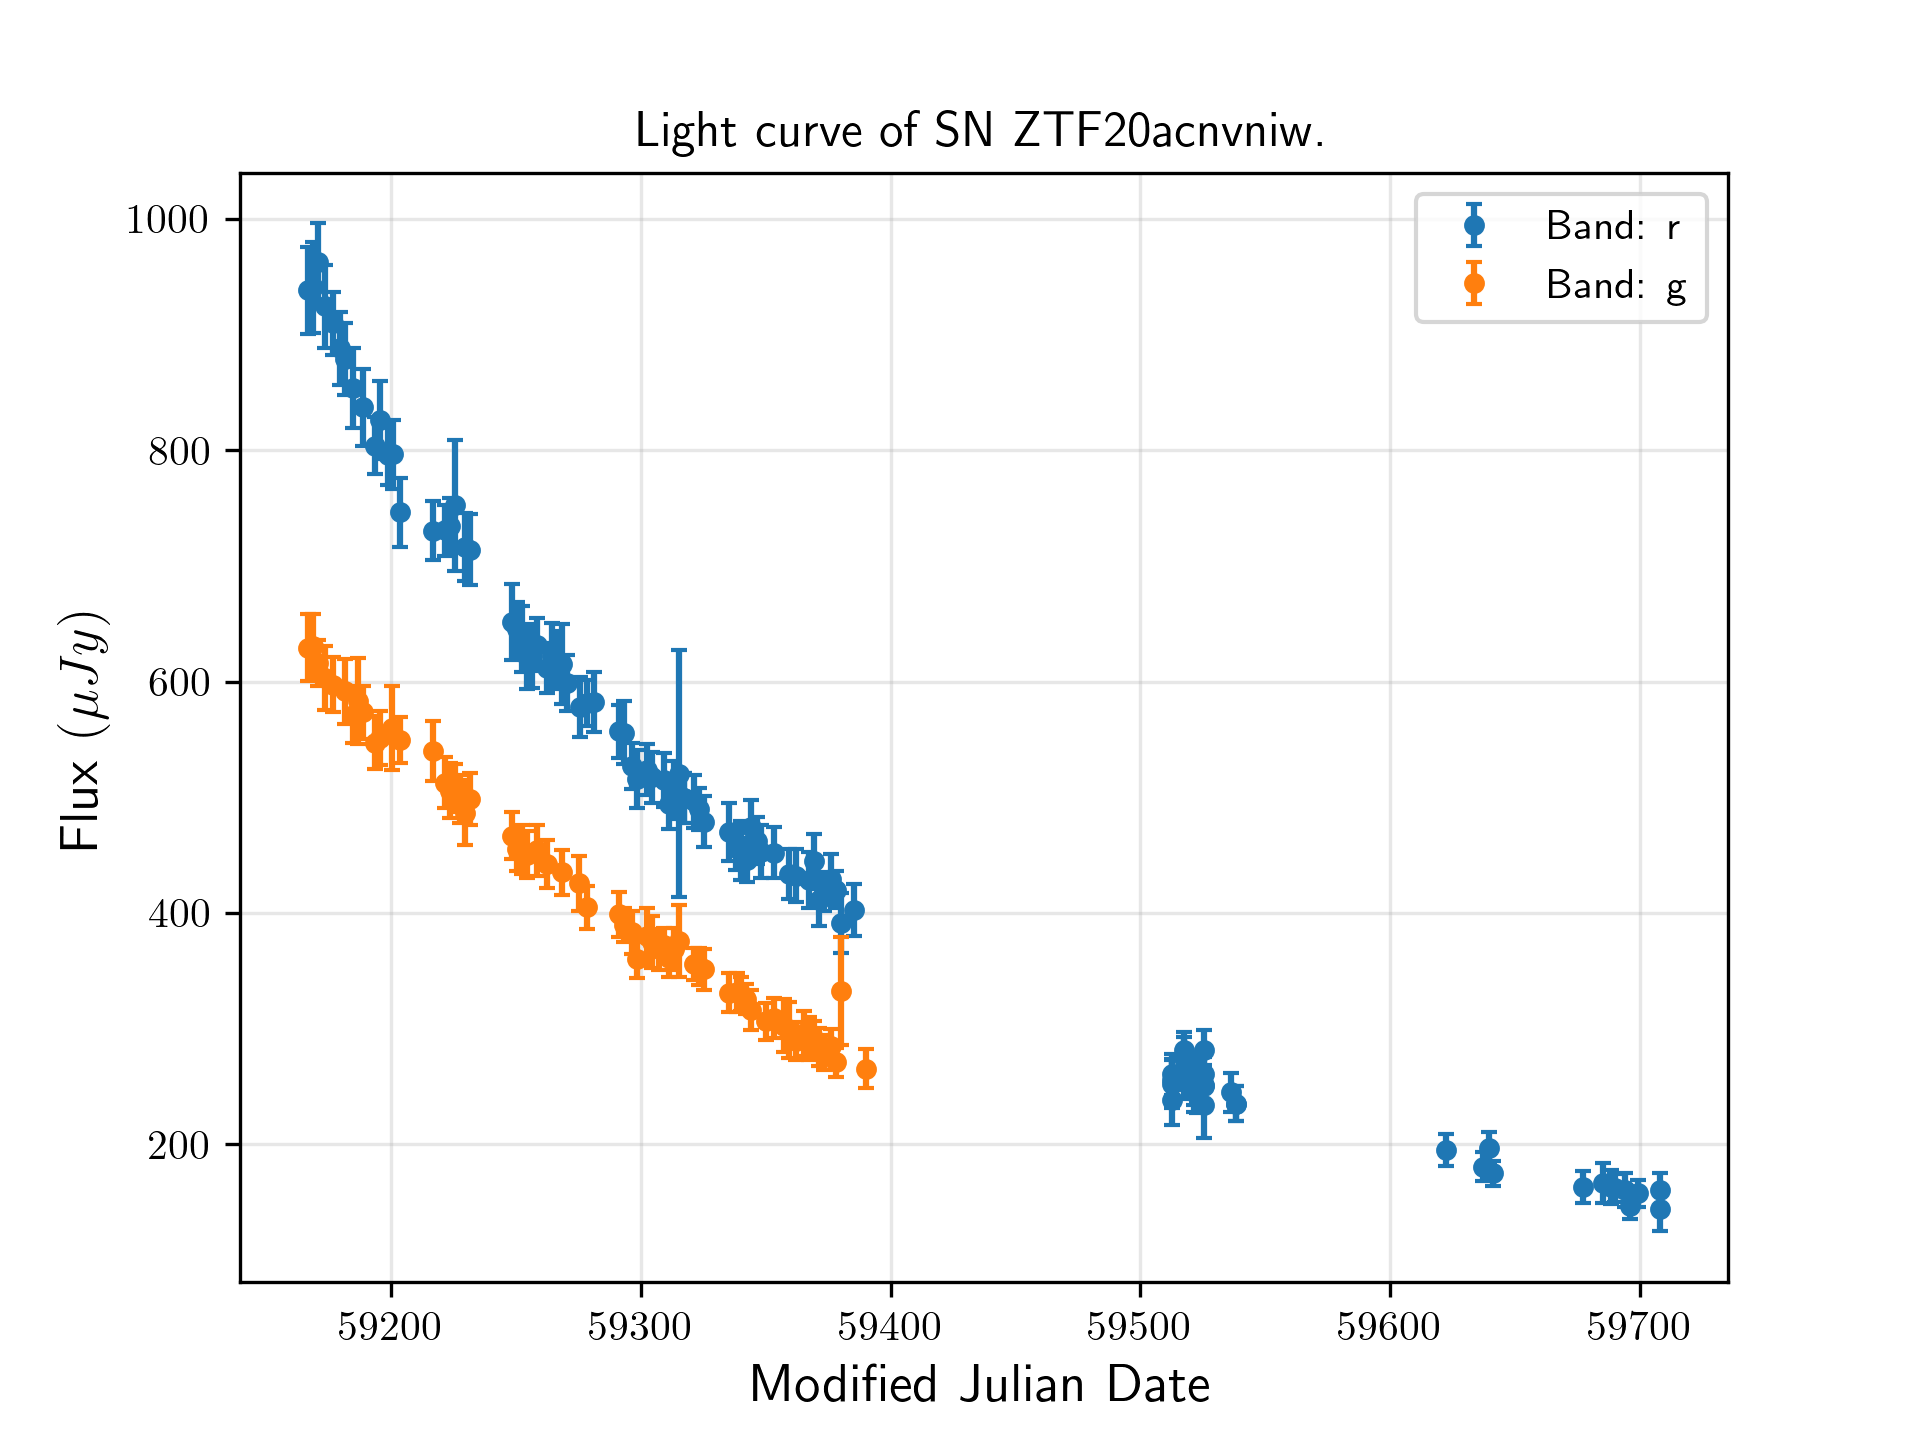 Light curve of SN ZTF20acnvniw.
Band: r
Band: g
1000
800
600
400
200
Flux (μJy)
59200 59300 59400 59500 59600 59700
Modified Julian Date